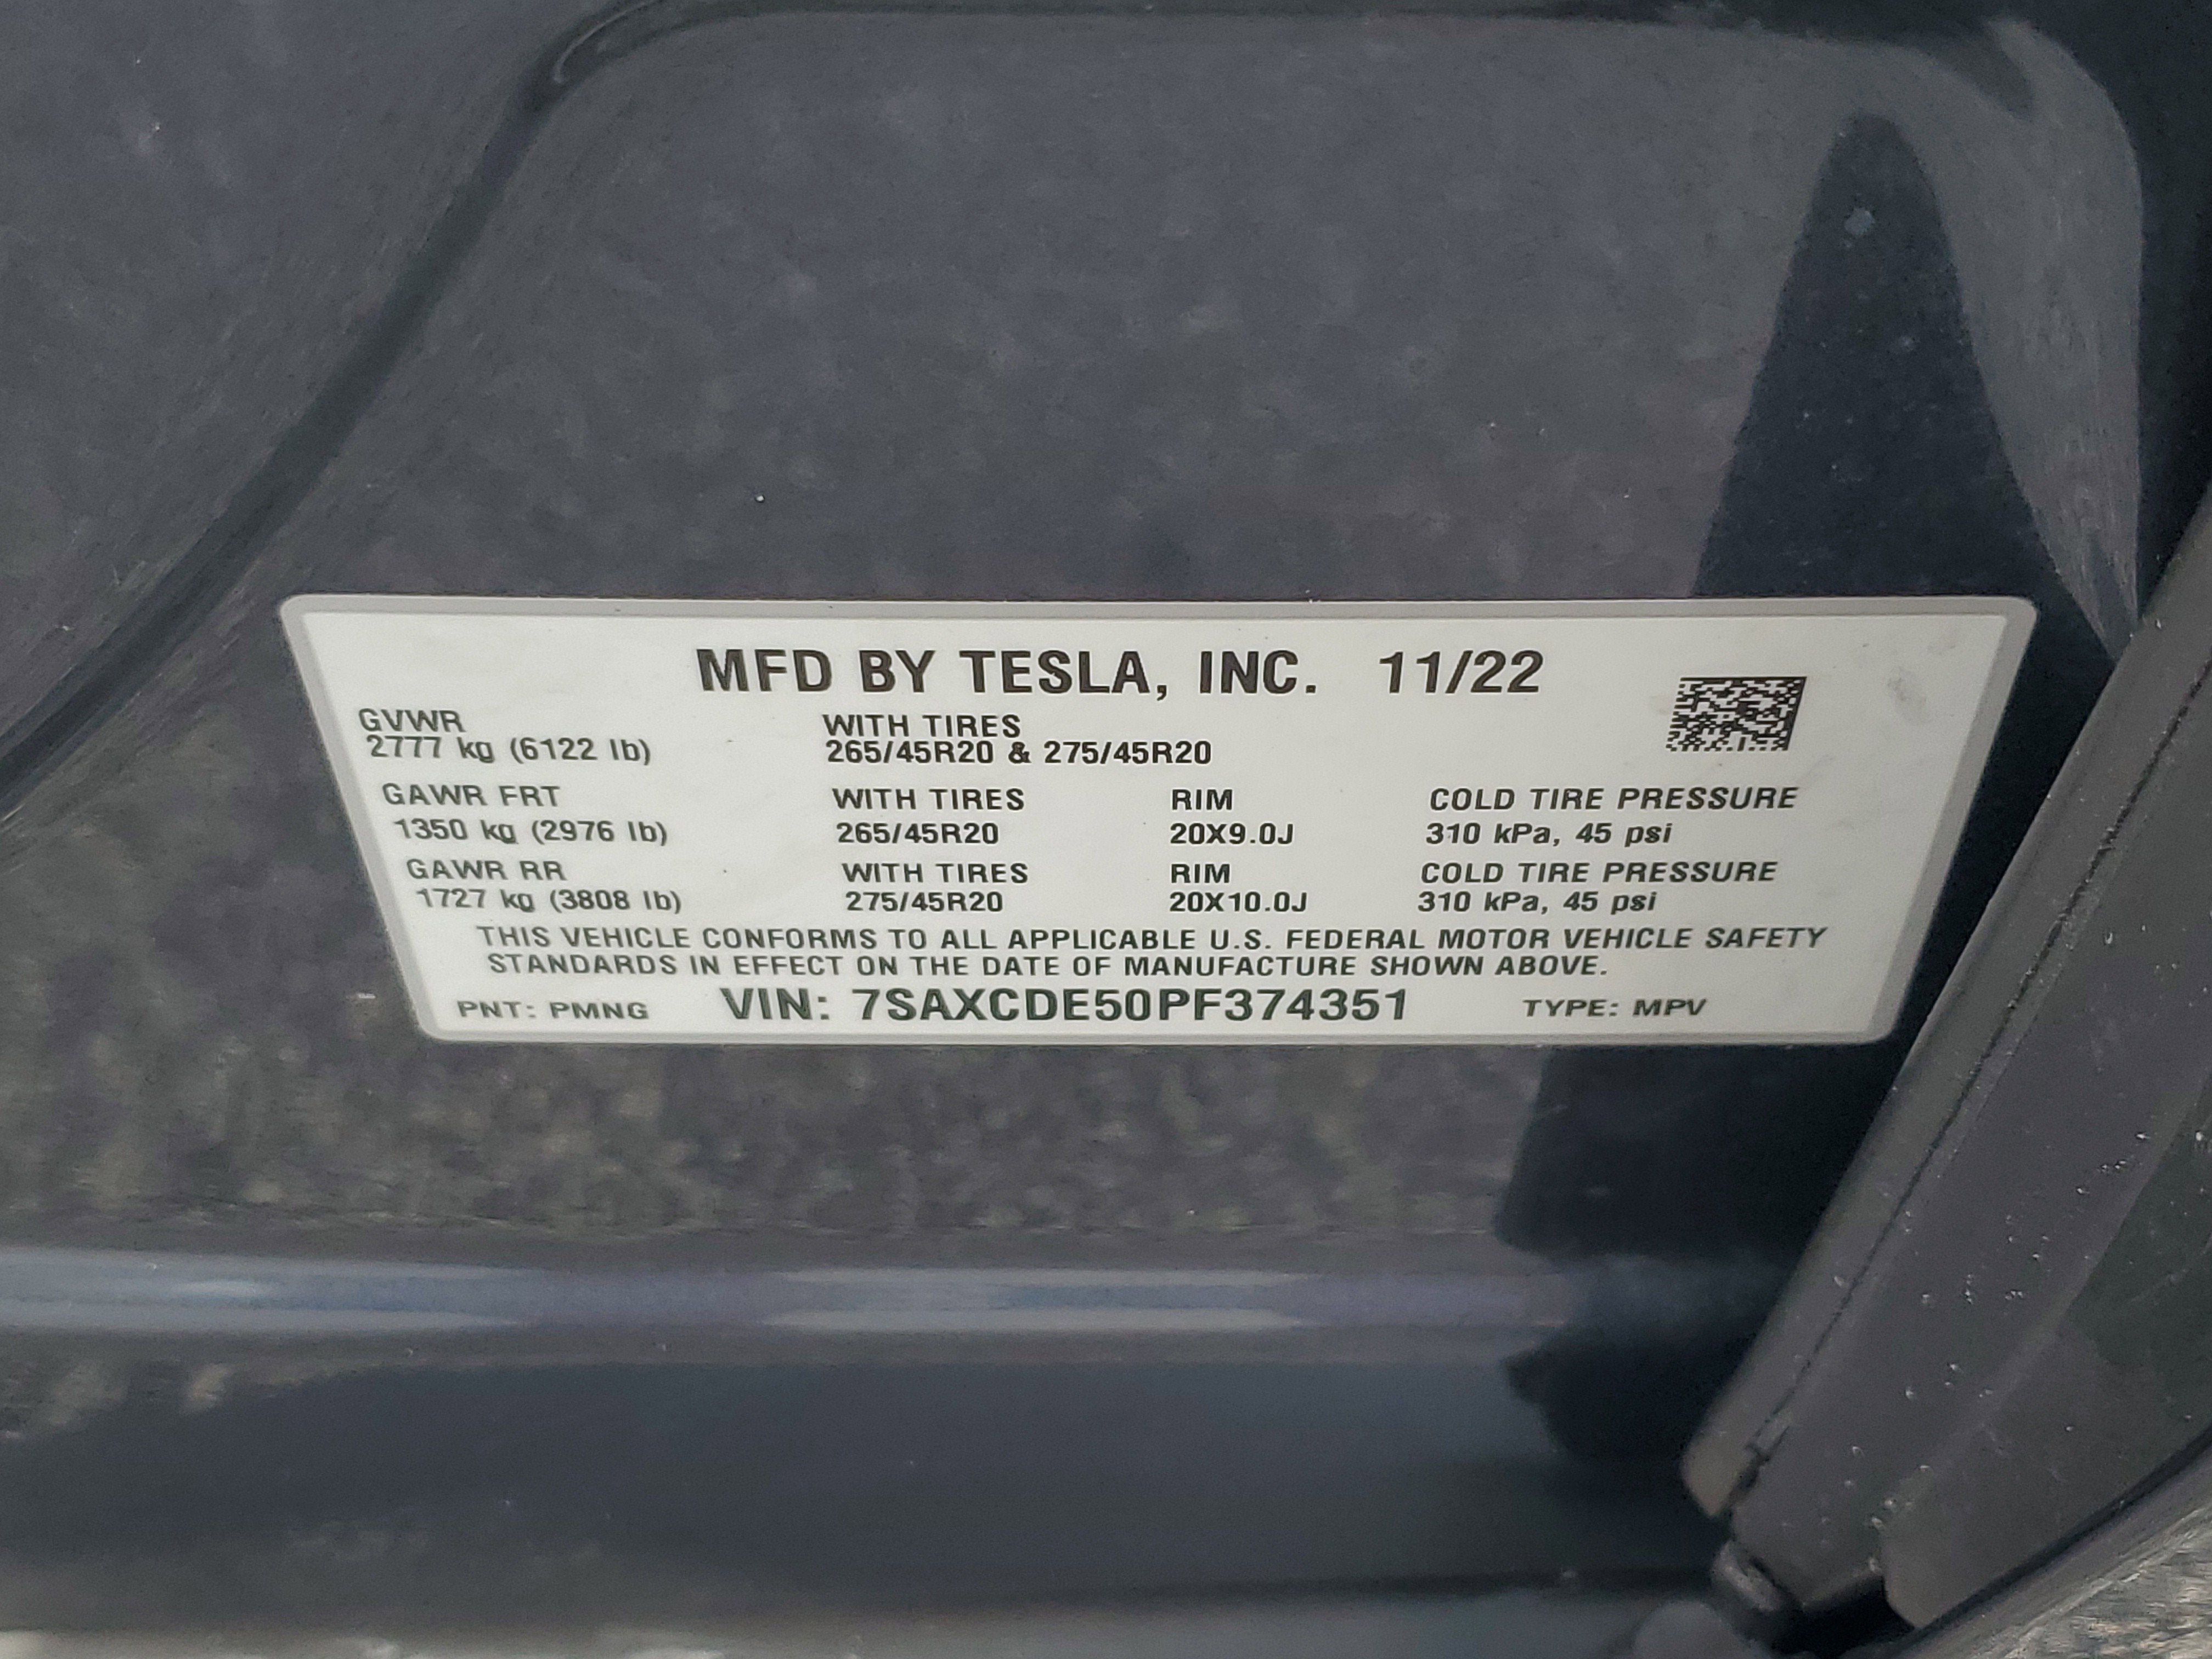 MFD BY TESLA, INC. 11/22
GVWR WITH TIRES
2777 kg (6122 lb) 265/45R20 & 275/45R20
GAWR FRT WITH TIRES RIM COLD TIRE PRESSURE
1350 kg (2976 lb) 265/45R20 20X9.0J 310 kPa, 45 psi
GAWR RR WITH TIRES RIM COLD TIRE PRESSURE
1727 kg (3808 lb) 275/45R20 20X10.0J 310 kPa, 45 psi
THIS VEHICLE CONFORMS TO ALL APPLICABLE U.S. FEDERAL MOTOR VEHICLE SAFETY
STANDARDS IN EFFECT ON THE DATE OF MANUFACTURE SHOWN ABOVE.
PNT: PMNG VIN: 7SAXCDE50PF374351 TYPE: MPV